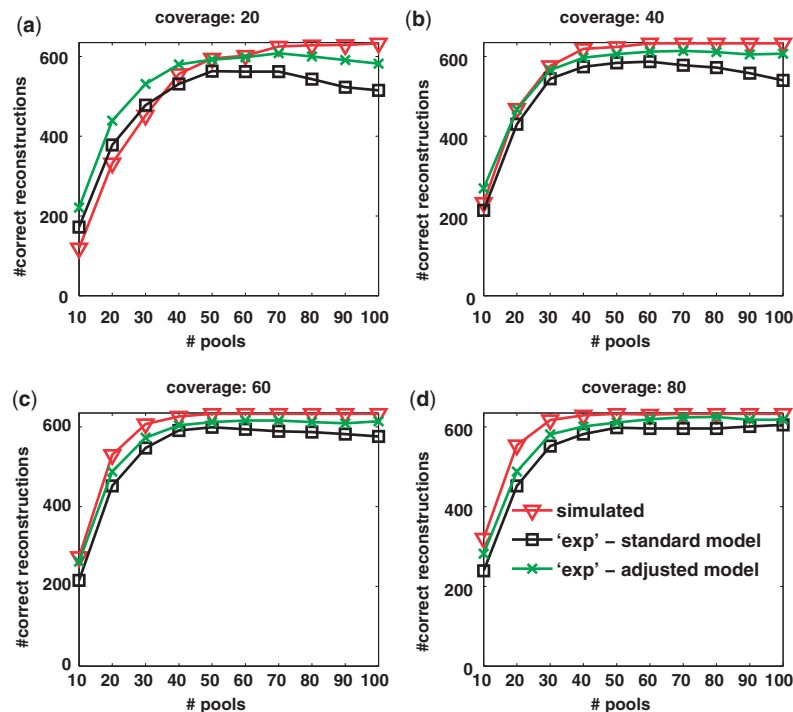 (a) coverage: 20
#correct reconstructions
600
400
200
0
10 20 30 40 50 60 70 80 90 100
# pools
(b) coverage: 40
#correct reconstructions
600
400
200
0
10 20 30 40 50 60 70 80 90 100
# pools
(c) coverage: 60
#correct reconstructions
600
400
200
0
10 20 30 40 50 60 70 80 90 100
# pools
(d) coverage: 80
#correct reconstructions
600
400
200
0
simulated
'exp' – standard model
'exp' – adjusted model
10 20 30 40 50 60 70 80 90 100
# pools